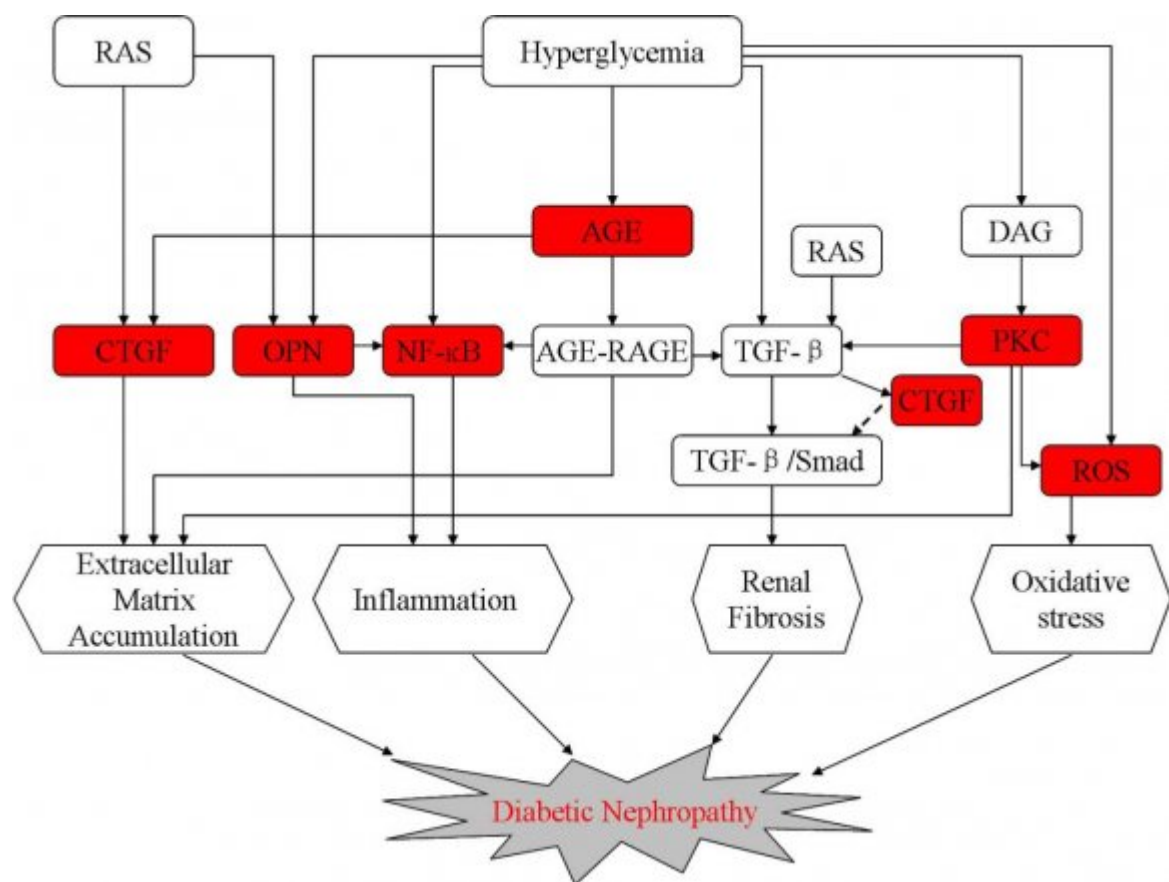 RAS
Hyperglycemia
AGE
DAG
RAS
CTGF
OPN
NF-κB
AGE-RAGE
TGF-β
PKC
CTGF
TGF-β/Smad
ROS
Extracellular
Matrix
Accumulation
Inflammation
Renal
Fibrosis
Oxidative
stress
Diabetic Nephropathy